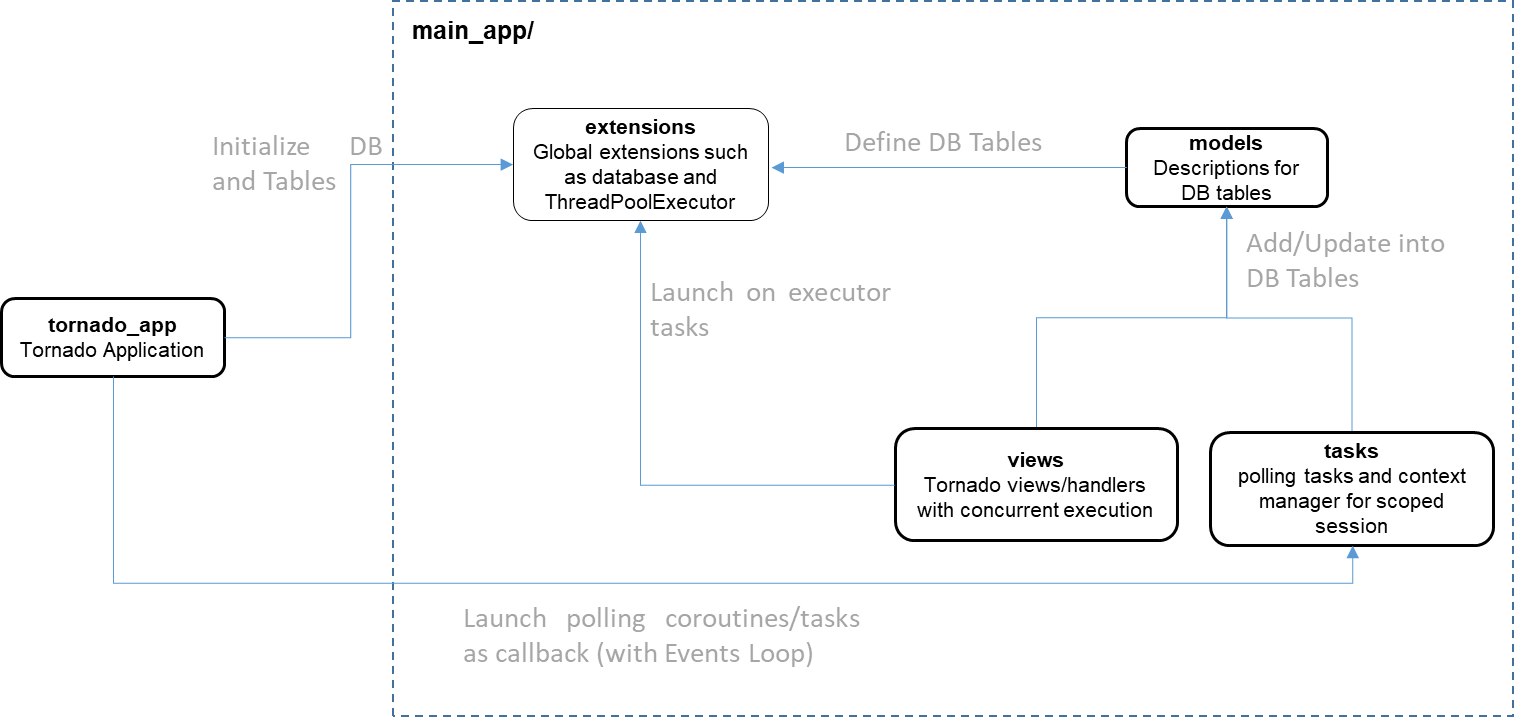 main_app/
extensions
Global extensions such
as database and
ThreadPoolExecutor
Initialize DB
and Tables
Define DB Tables
models
Descriptions for
DB tables
Add/Update into
DB Tables
Launch on executor
tasks
tornado_app
Tornado Application
views
Tornado views/handlers
with concurrent execution
tasks
polling tasks and context
manager for scoped
session
Launch polling coroutines/tasks
as callback (with Events Loop)